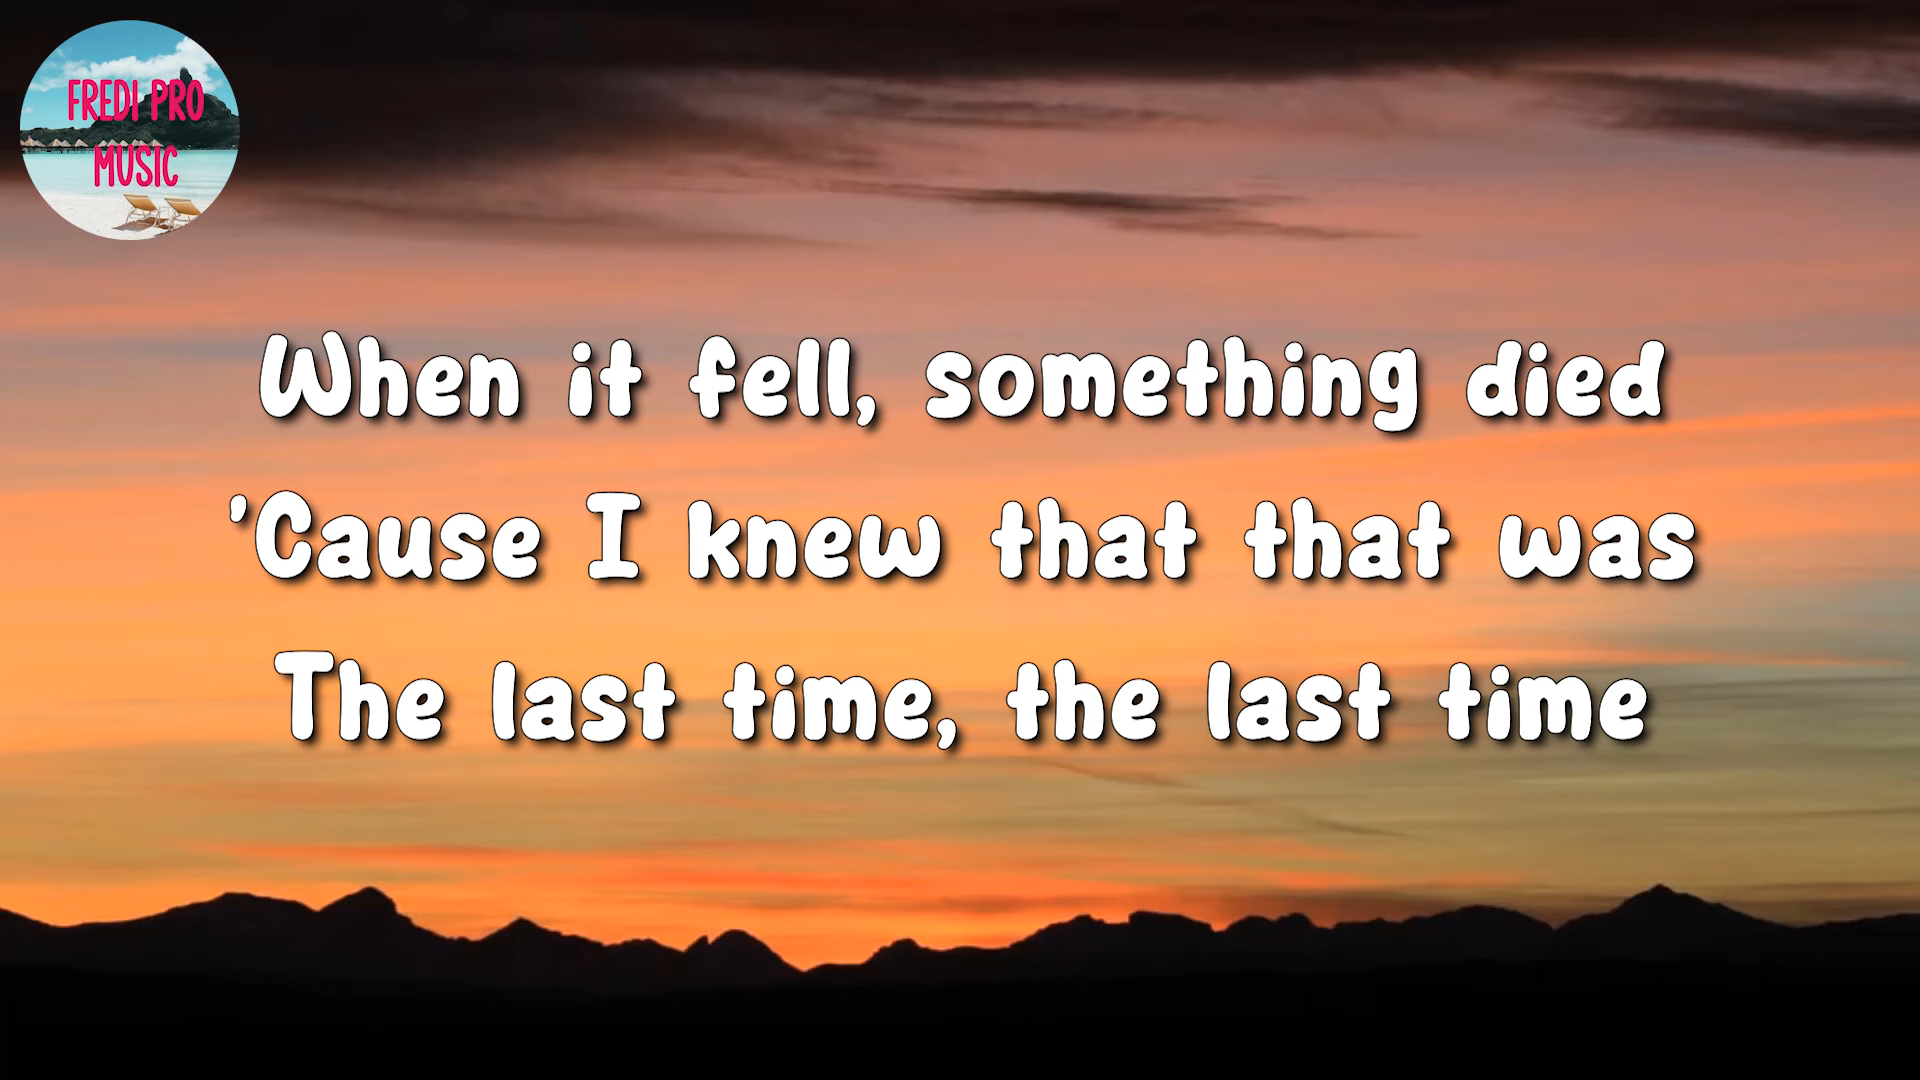 FREDI PRO
MUSIC
When it fell, something died
'Cause I knew that that was
The last time, the last time